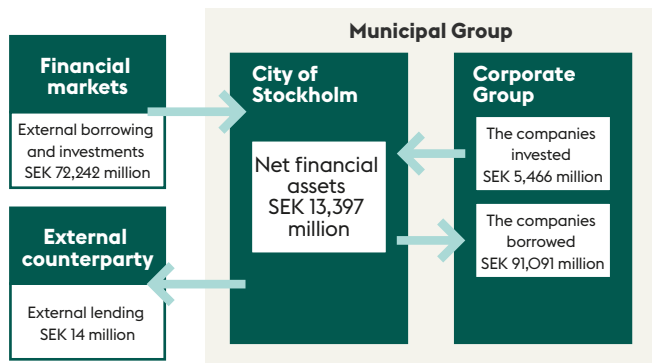 Municipal Group
Financial
markets
External borrowing
and investments
SEK 72,242 million
External
counterparty
External lending
SEK 14 million
City of
Stockholm
Net financial
assets
SEK 13,397
million
Corporate
Group
The companies
invested
SEK 5,466 million
The companies
borrowed
SEK 91,091 million